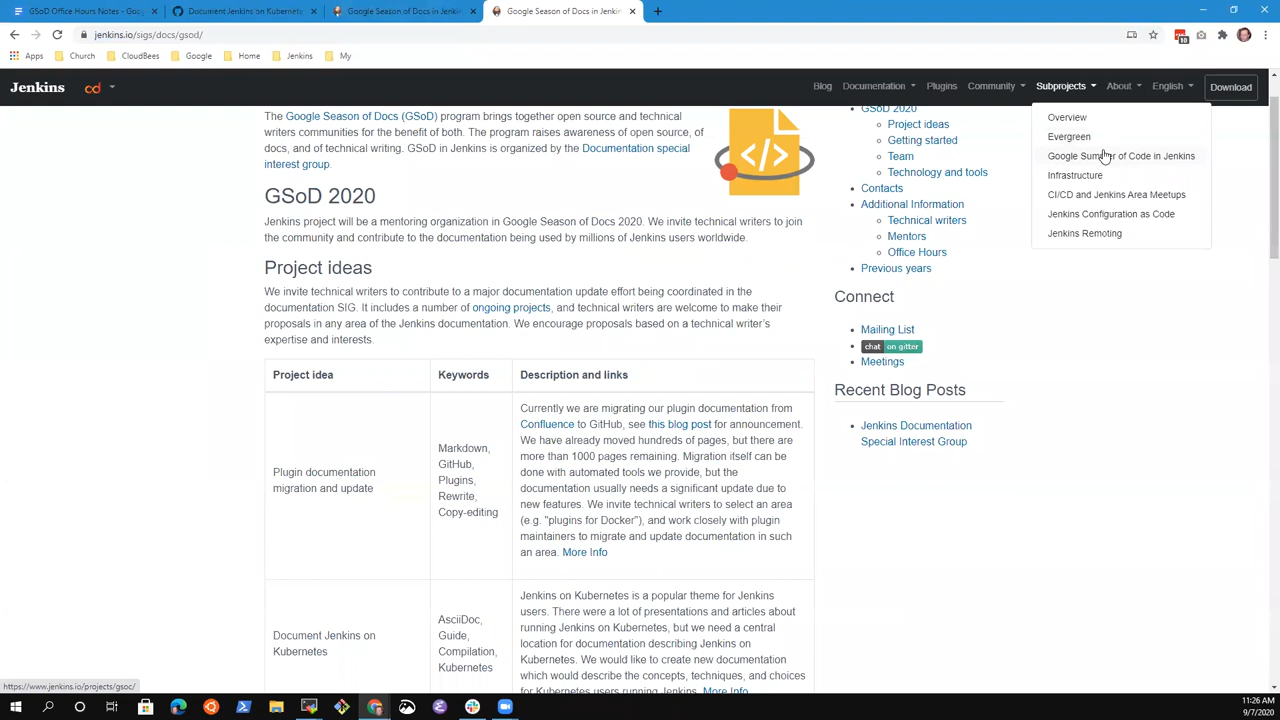 GSoD Office Hours Notes - Goog
Document Jenkins on Kubernete
Google Season of Docs in Jenkin
Google Season of Docs in Jenkin
jenkins.io/sigs/docs/gsod/
10
Apps
Church
CloudBees
Google
Home
Jenkins
My
Jenkins
cd
Blog
Documentation
Plugins
Community
Subprojects
About
English
Download
Overview
Evergreen
Google Summer of Code in Jenkins
Infrastructure
CI/CD and Jenkins Area Meetups
Jenkins Configuration as Code
Jenkins Remoting
The Google Season of Docs (GSoD) program brings together open source and technical
writers communities for the benefit of both. The program raises awareness of open source, of
docs, and of technical writing. GSoD in Jenkins is organized by the Documentation special
interest group.
</>
GSoD 2020
Jenkins project will be a mentoring organization in Google Season of Docs 2020. We invite technical writers to join
the community and contribute to the documentation being used by millions of Jenkins users worldwide.
Project ideas
We invite technical writers to contribute to a major documentation update effort being coordinated in the
documentation SIG. It includes a number of ongoing projects, and technical writers are welcome to make their
proposals in any area of the Jenkins documentation. We encourage proposals based on a technical writer's
expertise and interests.
Project idea
Keywords
Description and links
Plugin documentation
migration and update
Markdown,
GitHub,
Plugins,
Rewrite,
Copy-editing
Currently we are migrating our plugin documentation from
Confluence to GitHub, see this blog post for announcement.
We have already moved hundreds of pages, but there are
more than 1000 pages remaining. Migration itself can be
done with automated tools we provide, but the
documentation usually needs a significant update due to
new features. We invite technical writers to select an area
(e.g. "plugins for Docker"), and work closely with plugin
maintainers to migrate and update documentation in such
an area. More Info
Document Jenkins on
Kubernetes
AsciiDoc,
Guide,
Compilation,
Kubernetes
Jenkins on Kubernetes is a popular theme for Jenkins
users. There were a lot of presentations and articles about
running Jenkins on Kubernetes, but we need a central
location for documentation describing Jenkins on
Kubernetes. We would like to create new documentation
which would describe the concepts, techniques, and choices
for Kubernetes users running Jenkins. More Info
GSoD 2020
Project ideas
Getting started
Team
Technology and tools
Contacts
Additional Information
Technical writers
Mentors
Office Hours
Previous years
Connect
Mailing List
chat on gitter
Meetings
Recent Blog Posts
Jenkins Documentation
Special Interest Group
https://www.jenkins.io/projects/gsoc/
11:26 AM
9/7/2020